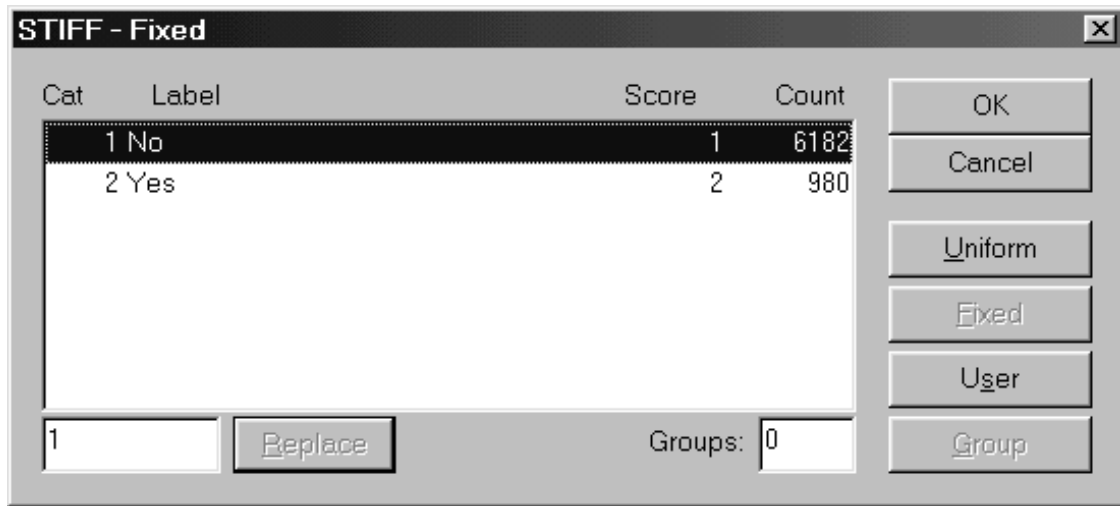 STIFF - Fixed
Cat Label Score Count
1 No 1 6182
2 Yes 2 980
OK
Cancel
Uniform
Fixed
User
1 Replace Groups: 0 Group